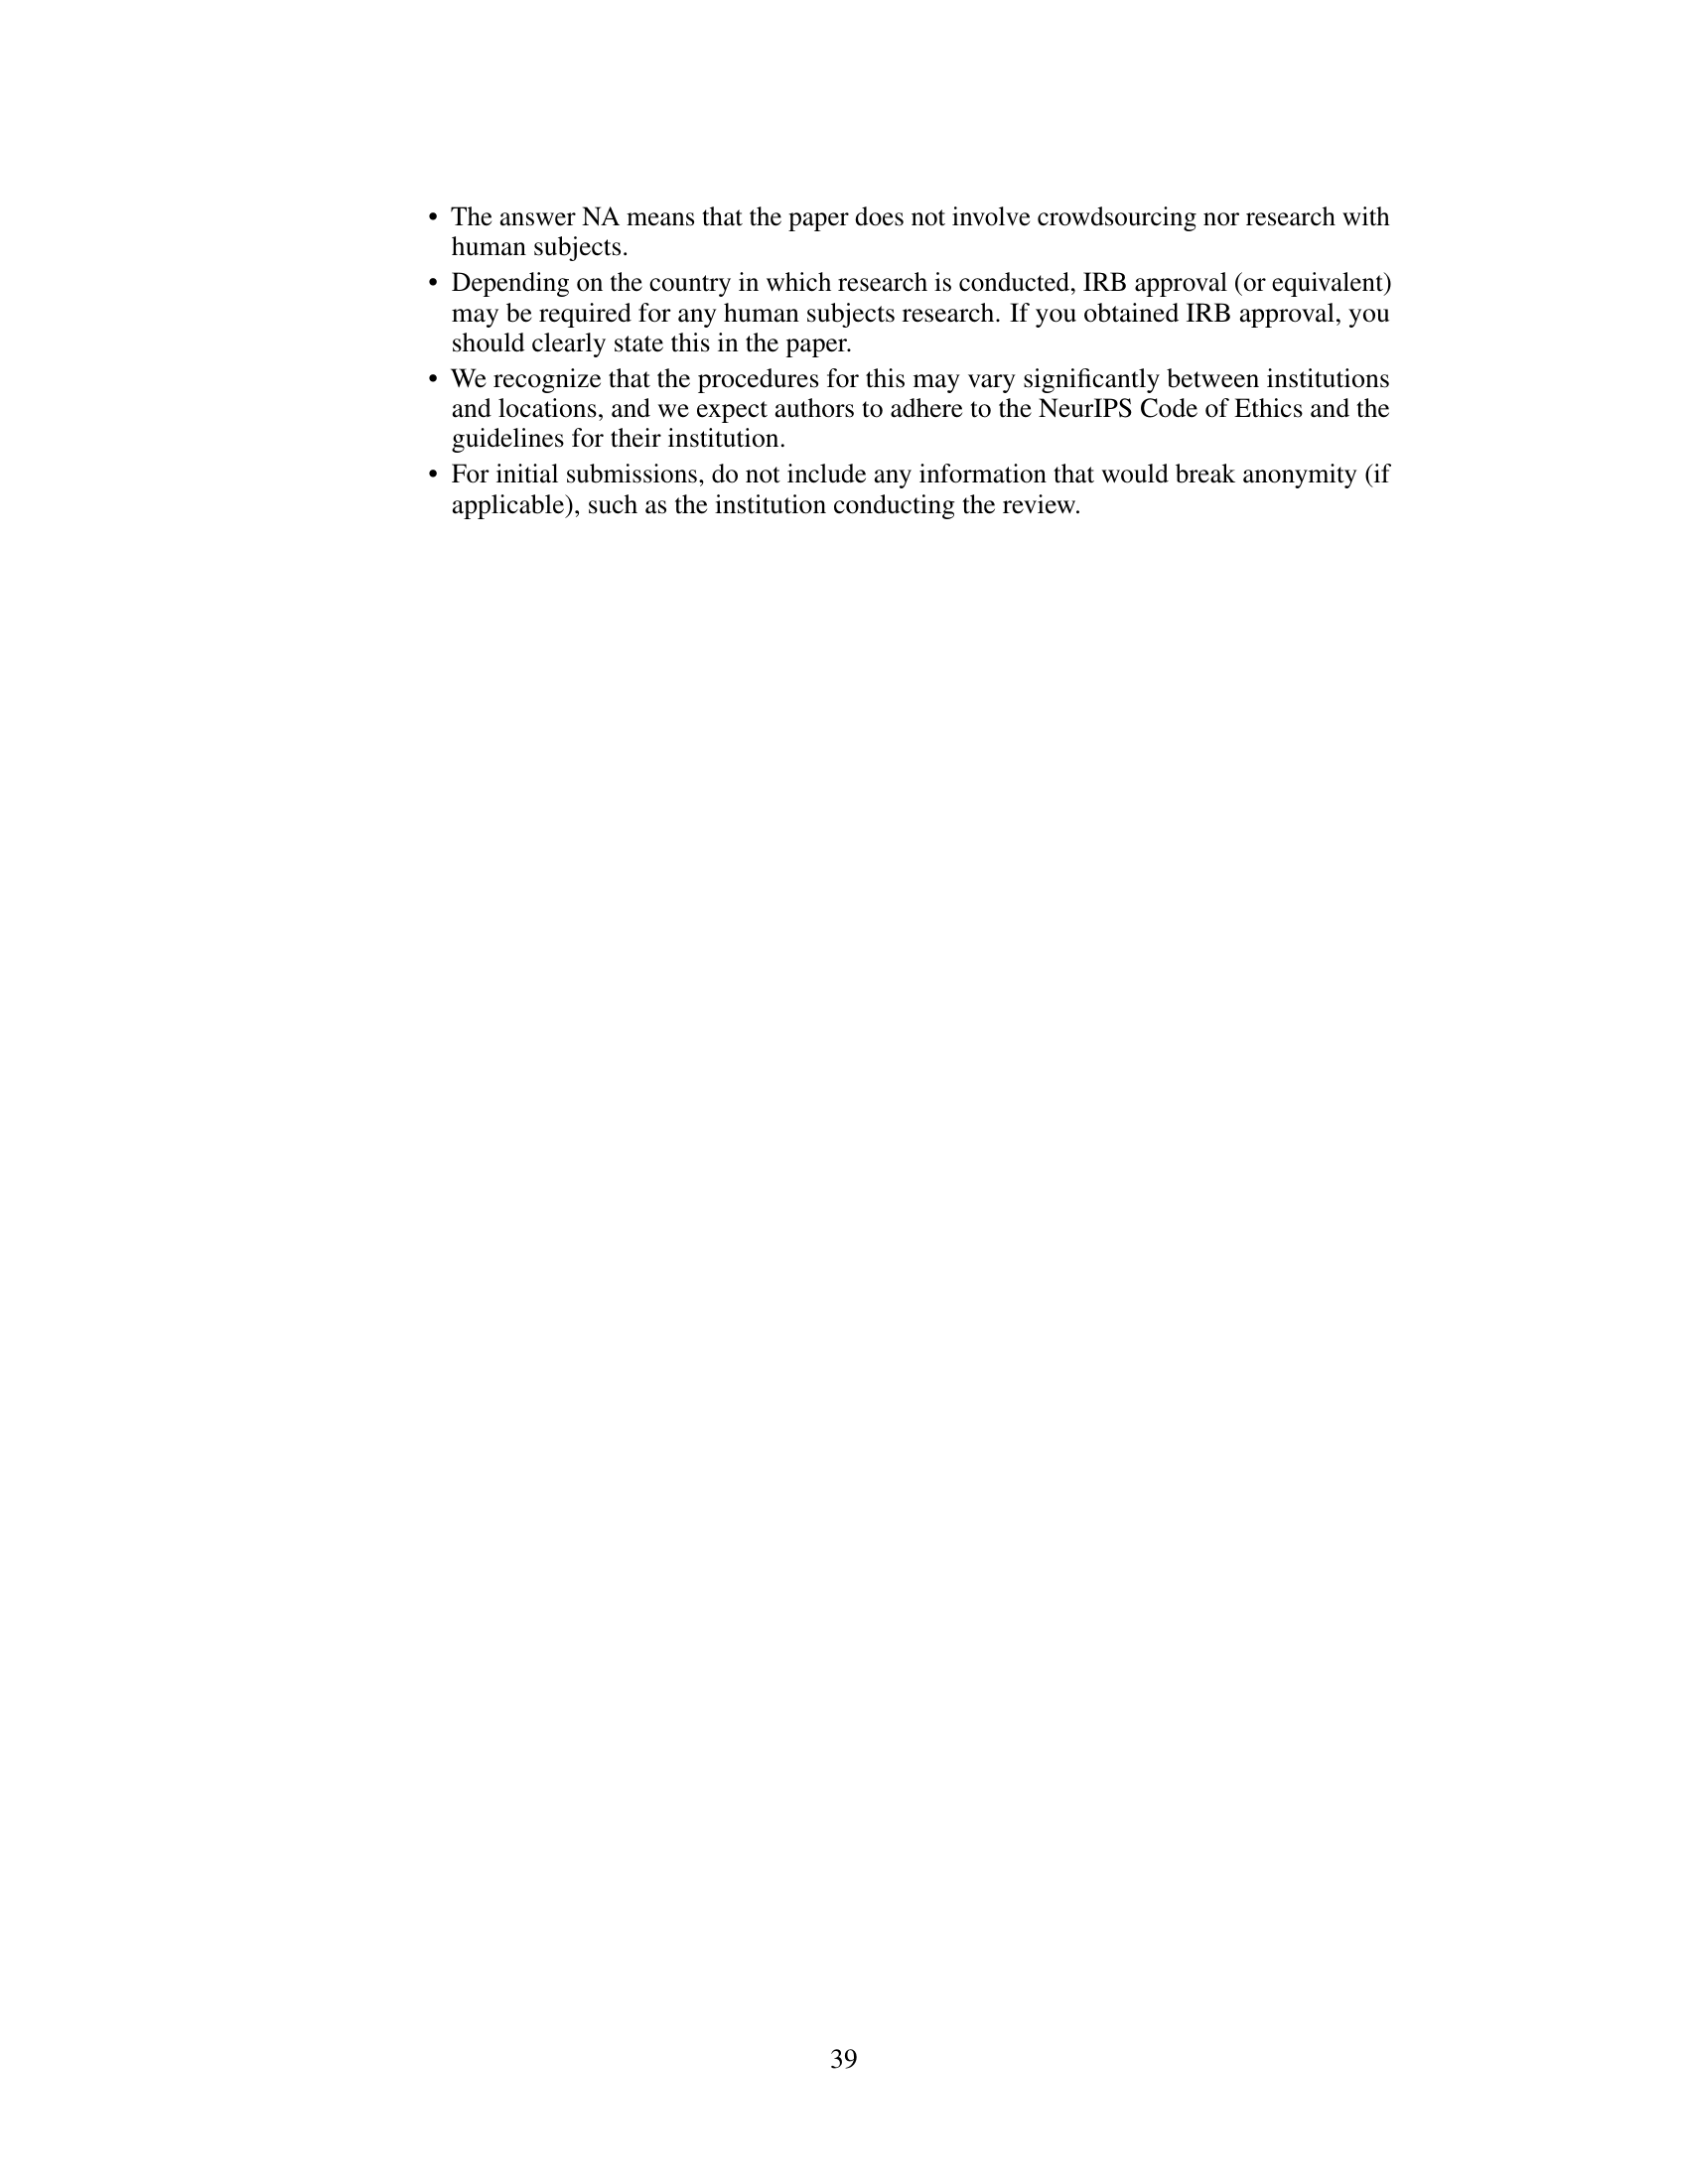 • The answer NA means that the paper does not involve crowdsourcing nor research with
human subjects.
• Depending on the country in which research is conducted, IRB approval (or equivalent)
may be required for any human subjects research. If you obtained IRB approval, you
should clearly state this in the paper.
• We recognize that the procedures for this may vary significantly between institutions
and locations, and we expect authors to adhere to the NeurIPS Code of Ethics and the
guidelines for their institution.
• For initial submissions, do not include any information that would break anonymity (if
applicable), such as the institution conducting the review.
39